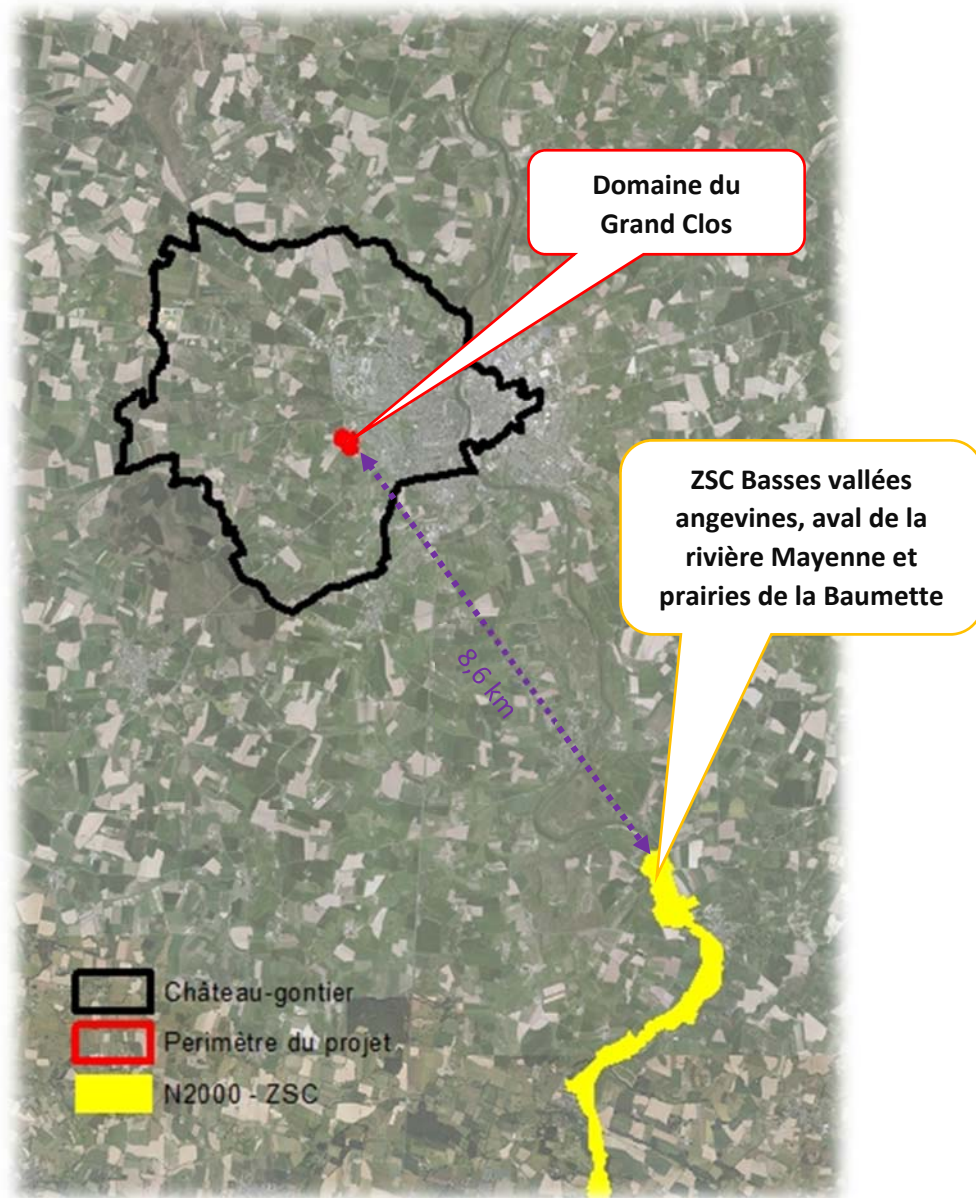 Domaine du
Grand Clos
ZSC Basses vallées
angevines, aval de la
rivière Mayenne et
prairies de la Baumette
8,6 km
Château-gontier
Perimètre du projet
N2000 - ZSC